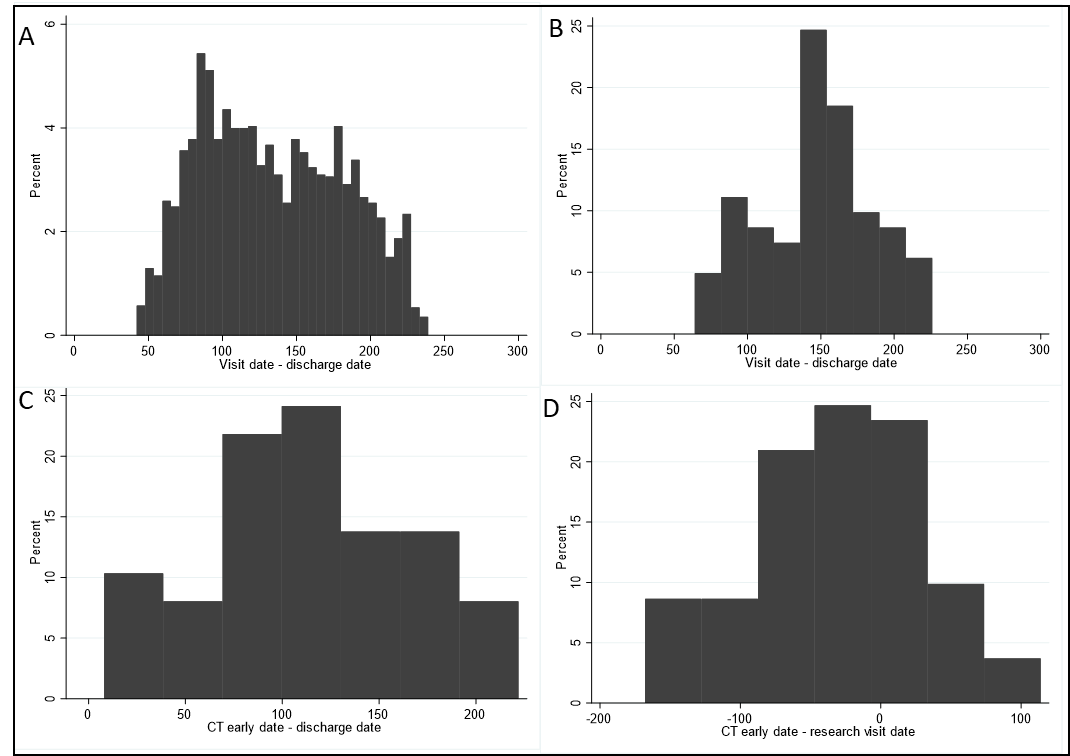 A
6
4
2
0
Percent
0 50 100 150 200 250 300
Visit date - discharge date
B
25
20
15
10
5
0
Percent
0 50 100 150 200 250 300
Visit date - discharge date
C
25
20
15
10
5
0
Percent
0 50 100 150 200
CT early date - discharge date
D
25
20
15
10
5
0
Percent
-200 -100 0 100
CT early date - research visit date